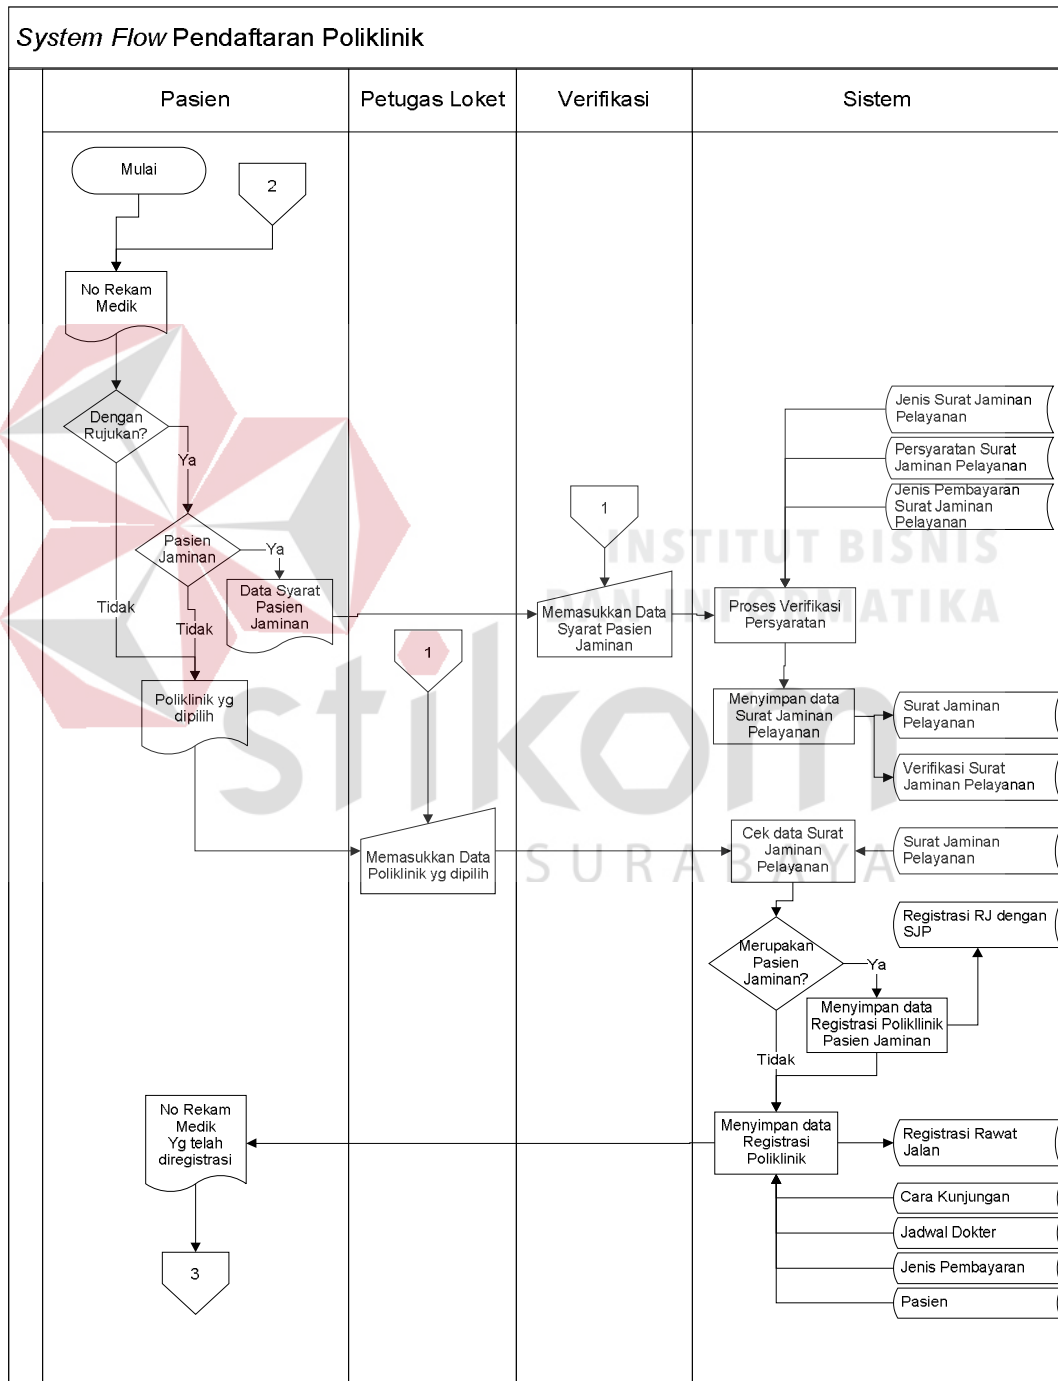 System Flow Pendaftaran Poliklinik
Pasien
Petugas Loket
Verifikasi
Sistem
Mulai
2
No Rekam
Medik
Dengan
Rujukan?
Ya
Pasien
Jaminan
Ya
Tidak
Tidak
Data Syarat
Pasien
Jaminan
Poliklinik yg
dipilih
1
Memasukkan Data
Poliklinik yg dipilih
1
Memasukkan Data
Syarat Pasien
Jaminan
Jenis Surat Jaminan
Pelayanan
Persyaratan Surat
Jaminan Pelayanan
Jenis Pembayaran
Surat Jaminan
Pelayanan
Proses Verifikasi
Persyaratan
Menyimpan data
Surat Jaminan
Pelayanan
Surat Jaminan
Pelayanan
Verifikasi Surat
Jaminan Pelayanan
Cek data Surat
Jaminan
Pelayanan
Surat Jaminan
Pelayanan
Merupakan
Pasien
Jaminan?
Ya
Tidak
Registrasi RJ dengan
SJP
Menyimpan data
Registrasi Polikllinik
Pasien Jaminan
Menyimpan data
Registrasi
Poliklinik
Registrasi Rawat
Jalan
Cara Kunjungan
Jadwal Dokter
Jenis Pembayaran
Pasien
No Rekam
Medik
Yg telah
diregistrasi
3
INSTITUT BISNIS
DAN INFORMATIKA
stikom
SURABAYA